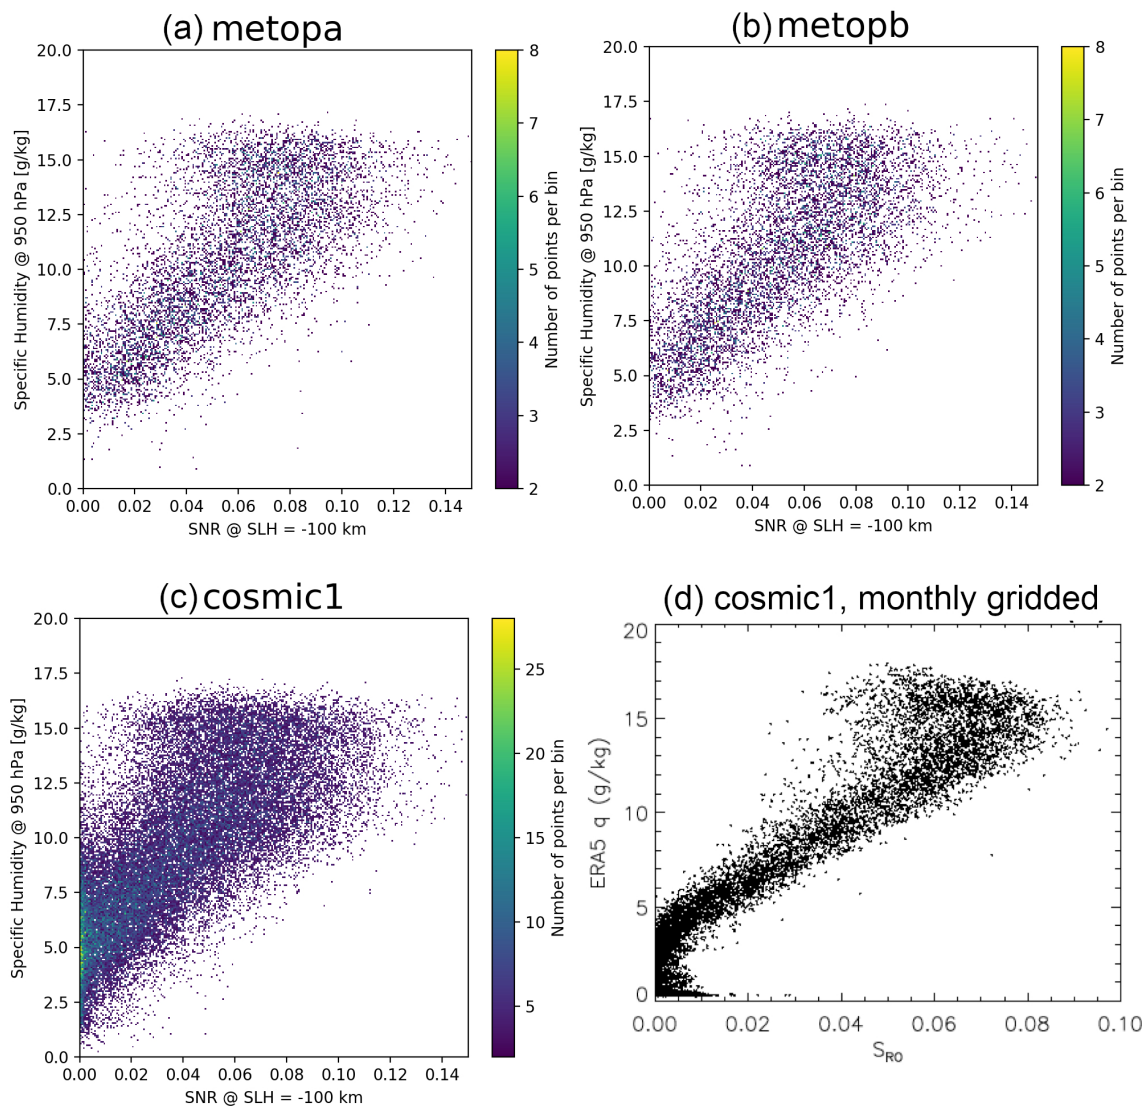 (a) metopa
20.0
17.5
15.0
12.5
10.0
7.5
5.0
2.5
0.0
Specific Humidity @ 950 hPa [g/kg]
0.00 0.02 0.04 0.06 0.08 0.10 0.12 0.14
SNR @ SLH = -100 km
8
7
6
5
4
3
2
Number of points per bin
(b) metopb
20.0
17.5
15.0
12.5
10.0
7.5
5.0
2.5
0.0
Specific Humidity @ 950 hPa [g/kg]
0.00 0.02 0.04 0.06 0.08 0.10 0.12 0.14
SNR @ SLH = -100 km
8
7
6
5
4
3
2
Number of points per bin
(c) cosmic1
20.0
17.5
15.0
12.5
10.0
7.5
5.0
2.5
0.0
Specific Humidity @ 950 hPa [g/kg]
0.00 0.02 0.04 0.06 0.08 0.10 0.12 0.14
SNR @ SLH = -100 km
25
20
15
10
5
Number of points per bin
(d) cosmic1, monthly gridded
20
15
10
5
0
ERA5 q (g/kg)
0.00 0.02 0.04 0.06 0.08 0.10
S_RO